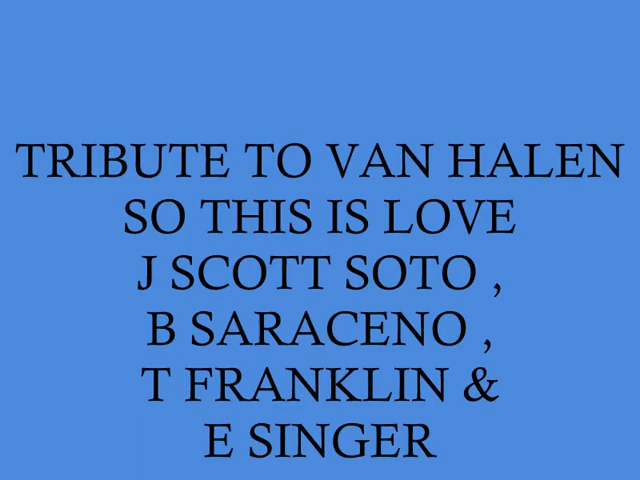 TRIBUTE TO VAN HALEN
SO THIS IS LOVE
J SCOTT SOTO ,
B SARACENO ,
T FRANKLIN &
E SINGER